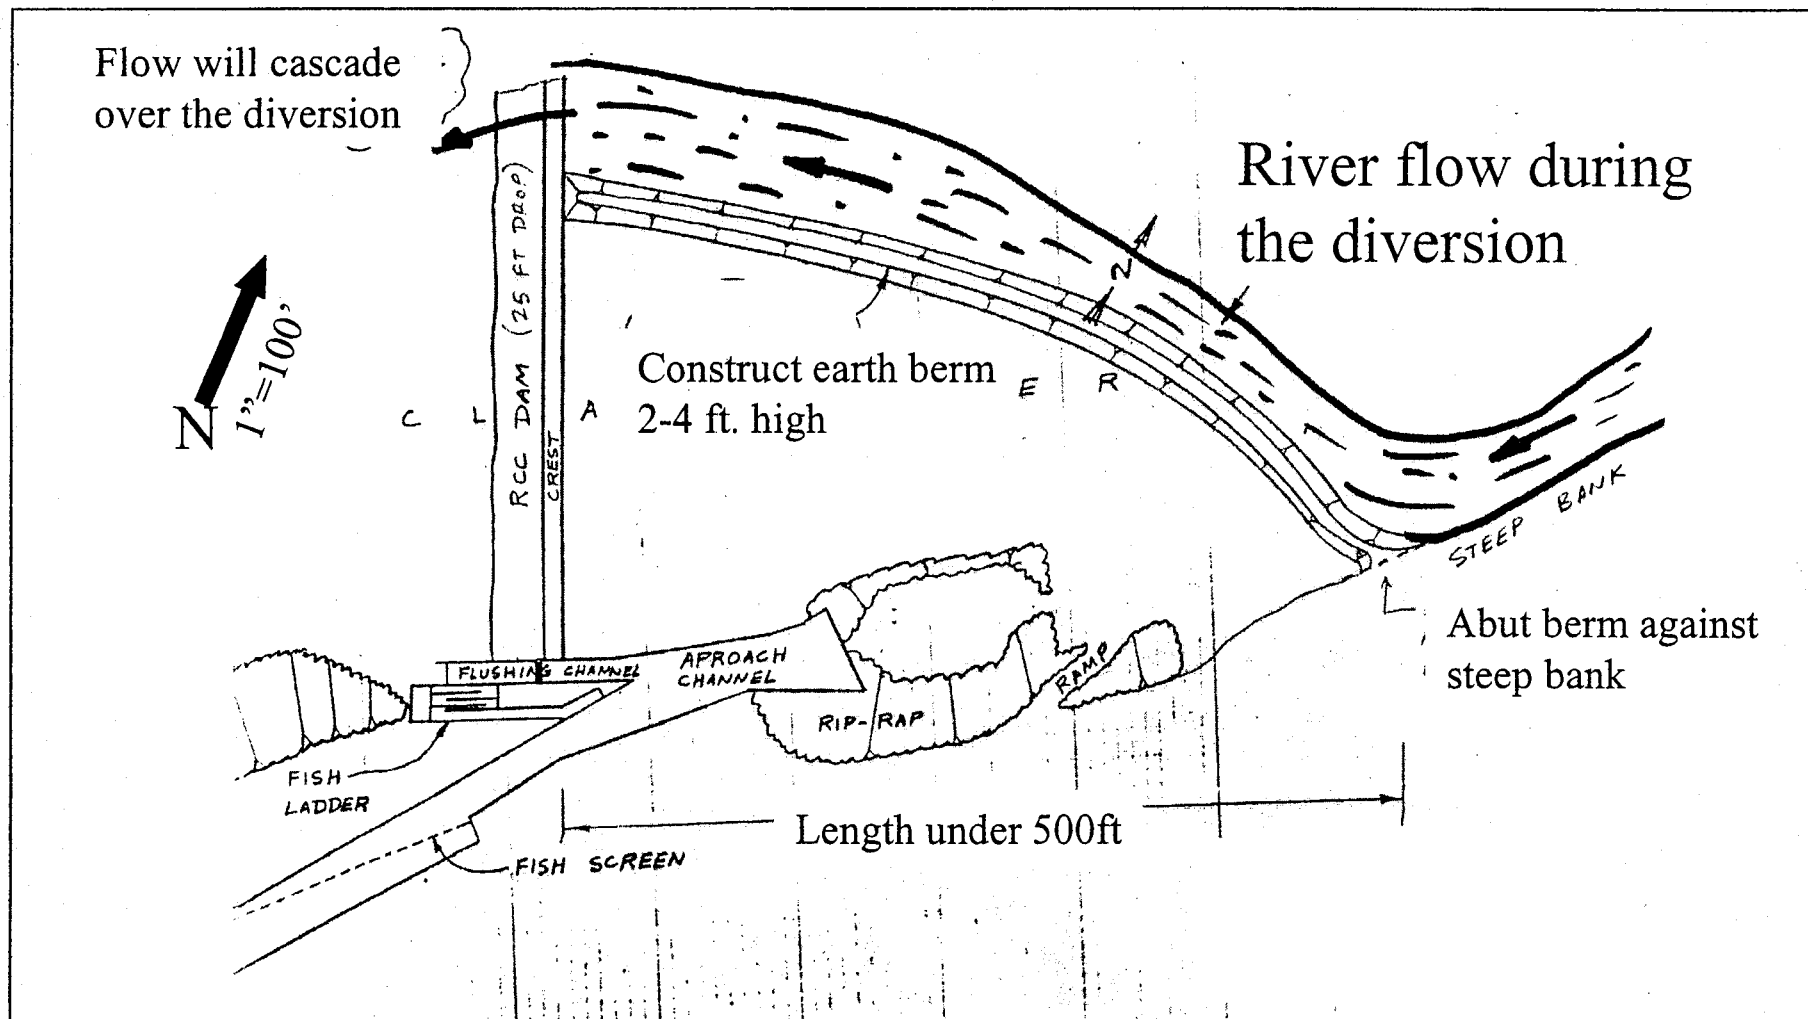 Flow will cascade
over the diversion
River flow during
the diversion
RCC DAM (25 FT DROP)
CREST
2
N
1"=100'
Construct earth berm
2-4 ft. high
C L A E R
STEEP BANK
Abut berm against
steep bank
FLUSHING CHANNEL
APROACH
CHANNEL
RAMP
RIP-RAP
FISH
LADDER
Length under 500ft
FISH SCREEN